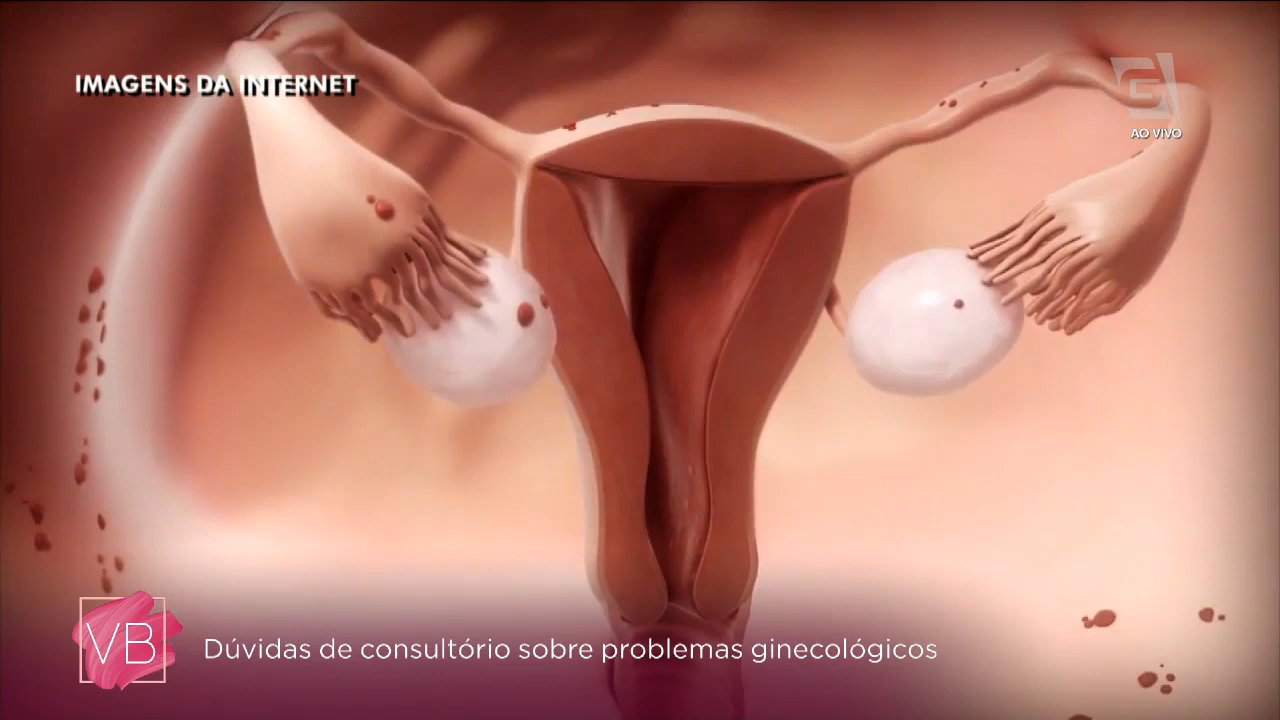 IMAGENS DA INTERNET
G
AO VIVO
VB
Dúvidas de consultório sobre problemas ginecológicos